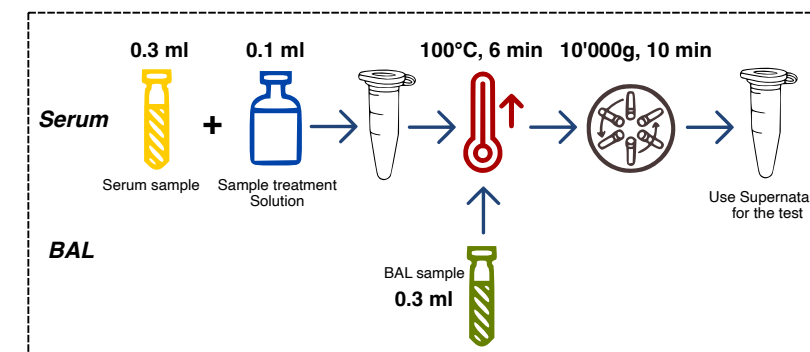 0.3 ml
0.1 ml
100°C, 6 min
10'000g, 10 min
Serum
+
Serum sample
Sample treatment
Solution
Use Supernata
for the test
BAL
BAL sample
0.3 ml